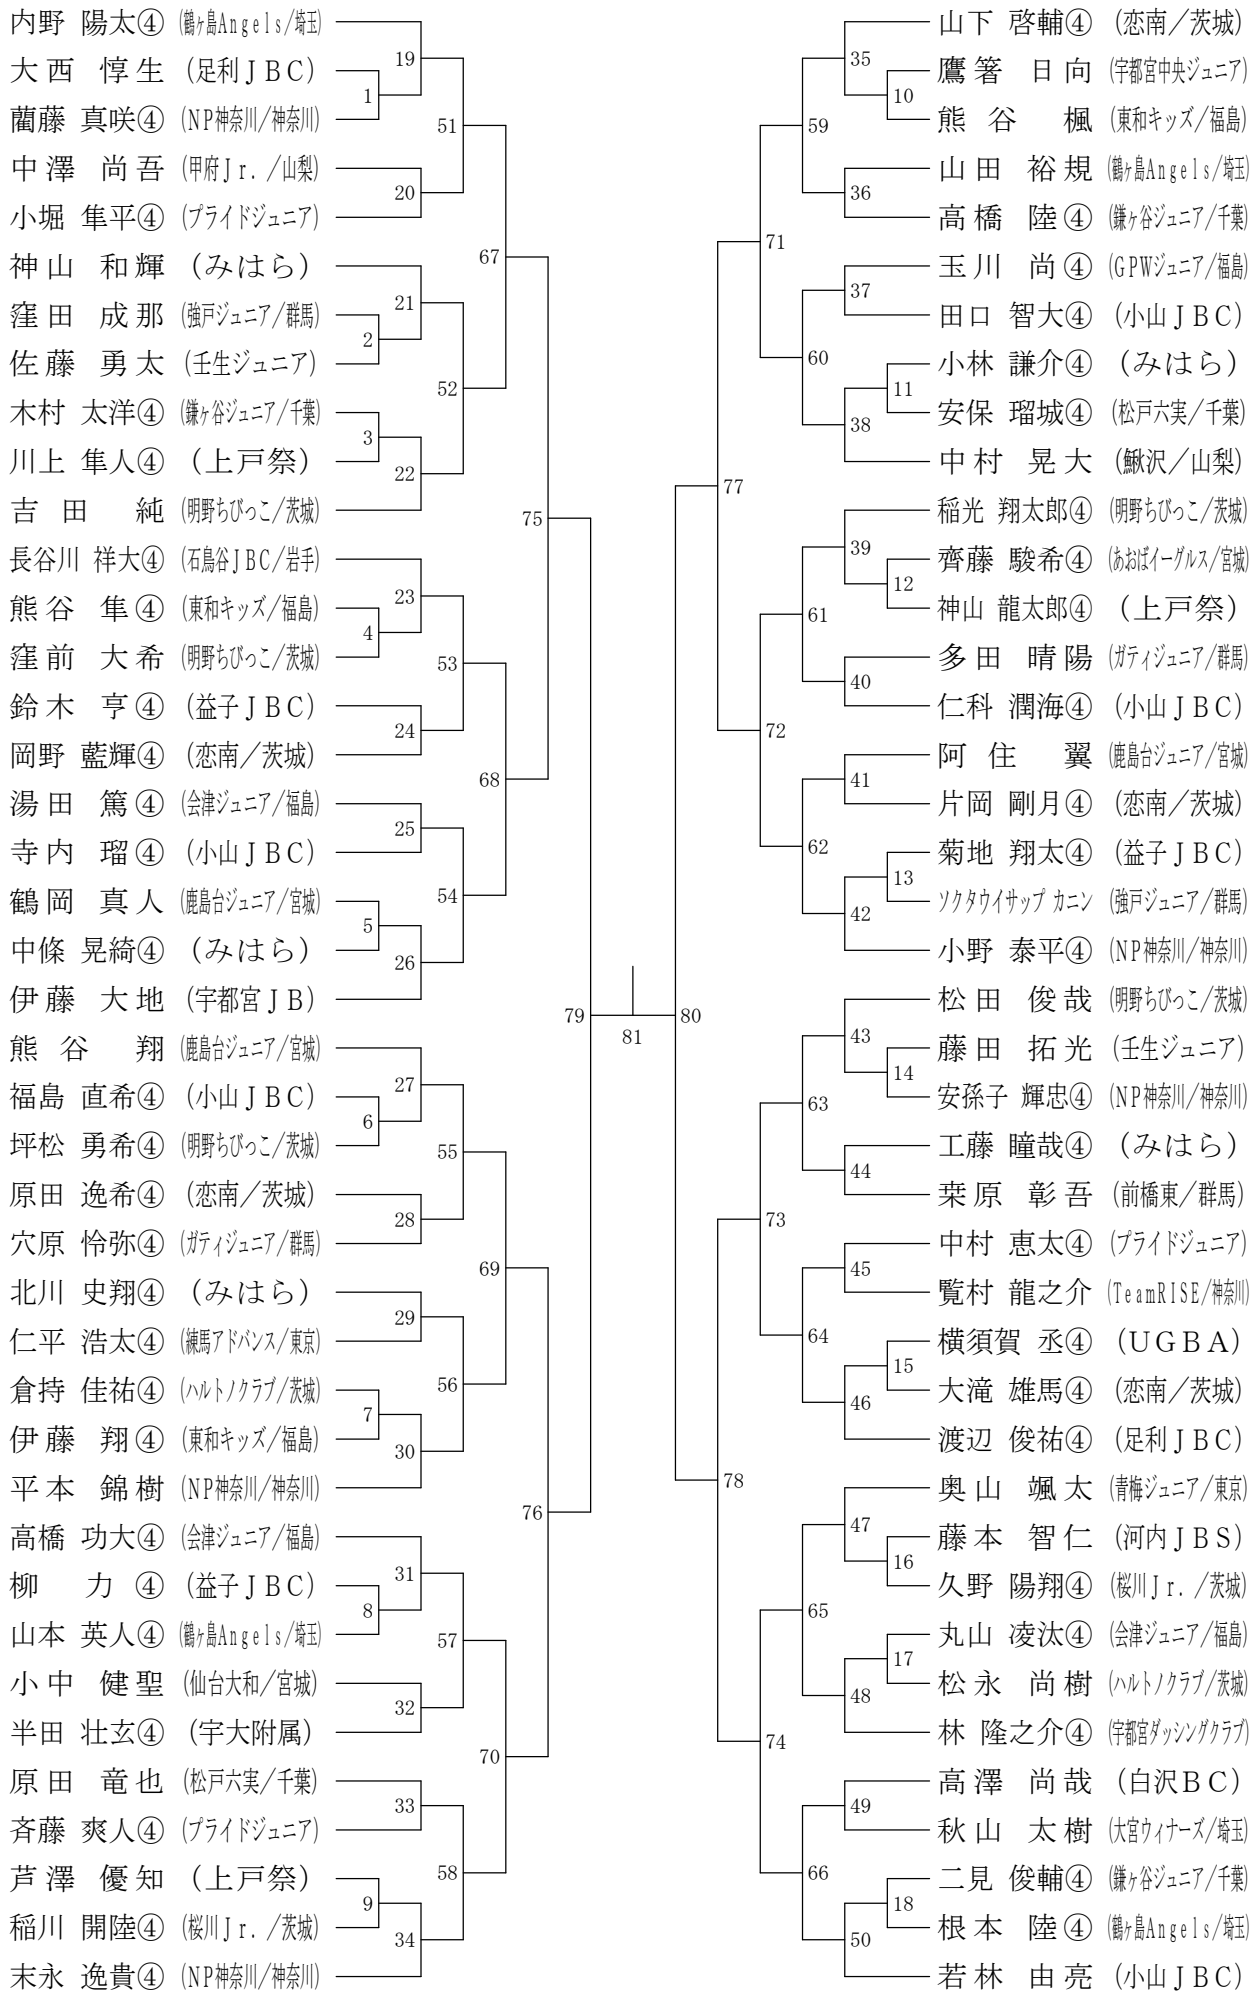 内野 陽太④ (鶴ヶ島Angels/埼玉)
19
大西 惇生 (足利JBC)
1
藺藤 真咲④ (NP神奈川/神奈川)
51
中澤 尚吾 (甲府Jr./山梨)
20
小堀 隼平④ (プライドジュニア)
67
神山 和輝 (みはら)
21
窪田 成那 (強戸ジュニア/群馬)
2
佐藤 勇太 (壬生ジュニア)
52
木村 太洋④ (鎌ヶ谷ジュニア/千葉)
3
川上 隼人④ (上戸祭)
22
吉田 純 (明野ちびっこ/茨城)
75
長谷川 祥大④ (石鳥谷JBC/岩手)
23
熊谷 隼④ (東和キッズ/福島)
4
窪前 大希 (明野ちびっこ/茨城)
53
鈴木 亨④ (益子JBC)
24
岡野 藍輝④ (恋南/茨城)
68
湯田 篤④ (会津ジュニア/福島)
25
寺内 瑠④ (小山JBC)
54
鶴岡 真人 (鹿島台ジュニア/宮城)
5
中條 晃綺④ (みはら)
26
伊藤 大地 (宇都宮JB)
79
熊谷 翔 (鹿島台ジュニア/宮城)
27
福島 直希④ (小山JBC)
6
坪松 勇希④ (明野ちびっこ/茨城)
55
原田 逸希④ (恋南/茨城)
28
穴原 怜弥④ (ガティジュニア/群馬)
69
北川 史翔④ (みはら)
29
仁平 浩太④ (練馬アドバンス/東京)
56
倉持 佳祐④ (ハルトノクラブ/茨城)
7
伊藤 翔④ (東和キッズ/福島)
30
平本 錦樹 (NP神奈川/神奈川)
76
高橋 功大④ (会津ジュニア/福島)
31
柳 力 ④ (益子JBC)
8
山本 英人④ (鶴ヶ島Angels/埼玉)
57
小中 健聖 (仙台大和/宮城)
32
半田 壮玄④ (宇大附属)
70
原田 竜也 (松戸六実/千葉)
33
斉藤 爽人④ (プライドジュニア)
58
芦澤 優知 (上戸祭)
9
稲川 開陸④ (桜川Jr./茨城)
34
末永 逸貴④ (NP神奈川/神奈川)
81
山下 啓輔④ (恋南/茨城)
35
鷹箸 日向 (宇都宮中央ジュニア)
10
熊谷 楓 (東和キッズ/福島)
59
山田 裕規 (鶴ヶ島Angels/埼玉)
36
高橋 陸④ (鎌ヶ谷ジュニア/千葉)
71
玉川 尚④ (GPWジュニア/福島)
37
田口 智大④ (小山JBC)
60
小林 謙介④ (みはら)
11
安保 瑠城④ (松戸六実/千葉)
38
中村 晃大 (鰍沢/山梨)
77
稲光 翔太郎④ (明野ちびっこ/茨城)
39
齊藤 駿希④ (あおばイーグルス/宮城)
12
神山 龍太郎④ (上戸祭)
61
多田 晴陽 (ガティジュニア/群馬)
40
仁科 潤海④ (小山JBC)
72
阿住 翼 (鹿島台ジュニア/宮城)
41
片岡 剛月④ (恋南/茨城)
62
菊地 翔太④ (益子JBC)
13
ソクタウイサップ カニン (強戸ジュニア/群馬)
42
小野 泰平④ (NP神奈川/神奈川)
80
松田 俊哉 (明野ちびっこ/茨城)
43
藤田 拓光 (壬生ジュニア)
14
安孫子 輝忠④ (NP神奈川/神奈川)
63
工藤 瞳哉④ (みはら)
44
桒原 彰吾 (前橋東/群馬)
73
中村 恵太④ (プライドジュニア)
45
覧村 龍之介 (TeamRISE/神奈川)
64
横須賀 丞④ (UGBA)
15
大滝 雄馬④ (恋南/茨城)
46
渡辺 俊祐④ (足利JBC)
78
奥山 颯太 (青梅ジュニア/東京)
47
藤本 智仁 (河内JBS)
16
久野 陽翔④ (桜川Jr./茨城)
65
丸山 凌汰④ (会津ジュニア/福島)
17
松永 尚樹 (ハルトノクラブ/茨城)
48
林 隆之介④ (宇都宮ダッシングクラブ)
74
高澤 尚哉 (白沢BC)
49
秋山 太樹 (大宮ウィナーズ/埼玉)
66
二見 俊輔④ (鎌ヶ谷ジュニア/千葉)
18
根本 陸④ (鶴ヶ島Angels/埼玉)
50
若林 由亮 (小山JBC)